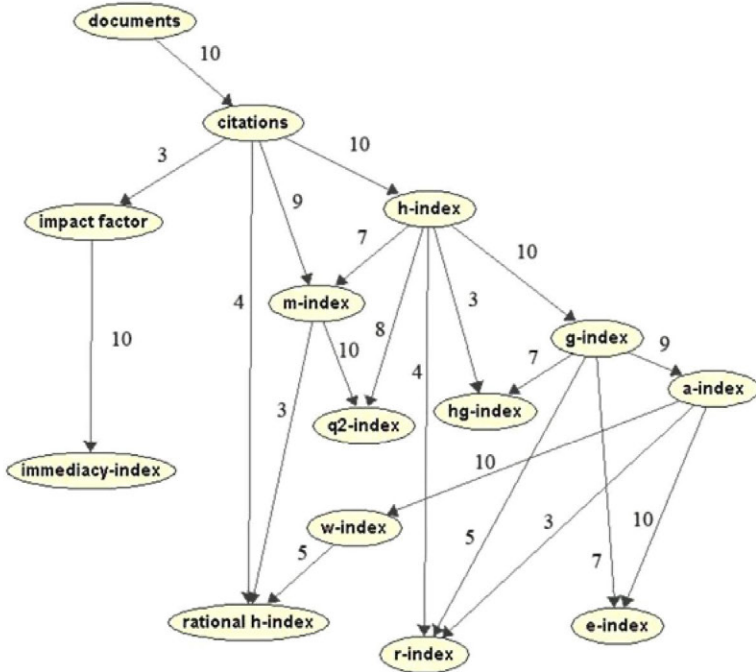 documents
10
citations
3
10
impact factor
9
h-index
7
10
m-index
4
3
8
10
10
4
g-index
9
7
a-index
3
q2-index
hg-index
immediacy-index
10
w-index
5
5
3
10
7
rational h-index
e-index
r-index